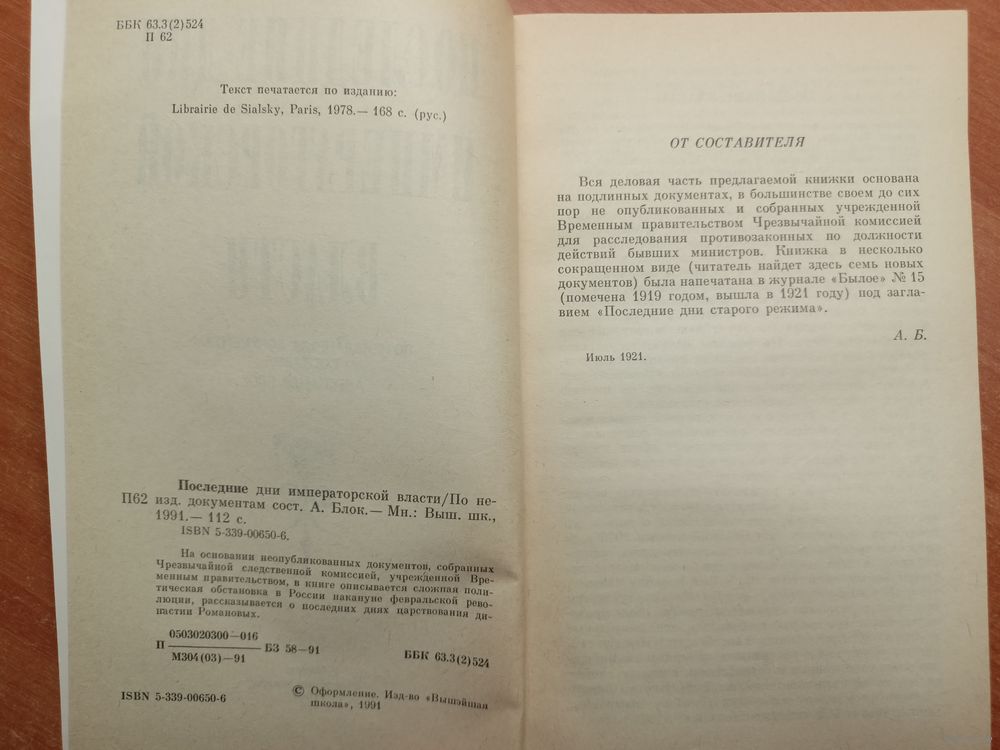 ББК 63.3(2)524
П 62
Текст печатается по изданию:
Librairie de Sialsky, Paris, 1978.— 168 с. (рус.)
Последние дни императорской власти/По не-
П62 изд. документам сост. А. Блок.— Мн.: Выш. шк.,
1991.— 112 с.
ISBN 5-339-00650-6.
На основании неопубликованных документов, собранных
Чрезвычайной следственной комиссией, учрежденной Вре-
менным правительством, в книге описывается сложная поли-
тическая обстановка в России накануне февральской рево-
люции, рассказывается о последних днях царствования ди-
настии Романовых.
0503020300—016
П БЗ 58—91
М304(03)—91
ББК 63.3(2)524
ISBN 5-339-00650-6
© Оформление. Изд-во «Вышэйшая
школа», 1991
ОТ СОСТАВИТЕЛЯ
Вся деловая часть предлагаемой книжки основана
на подлинных документах, в большинстве своем до сих
пор не опубликованных и собранных учрежденной
Временным правительством Чрезвычайной комиссией
для расследования противозаконных по должности
действий бывших министров. Книжка в несколько
сокращенном виде (читатель найдет здесь семь новых
документов) была напечатана в журнале «Былое» № 15
(помечена 1919 годом, вышла в 1921 году) под загла-
вием «Последние дни старого режима».
А. Б.
Июль 1921.